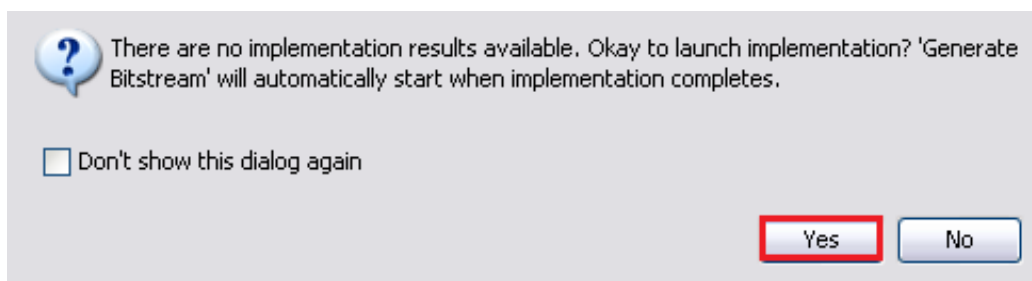 There are no implementation results available. Okay to launch implementation? 'Generate
Bitstream' will automatically start when implementation completes.
Don't show this dialog again
Yes No